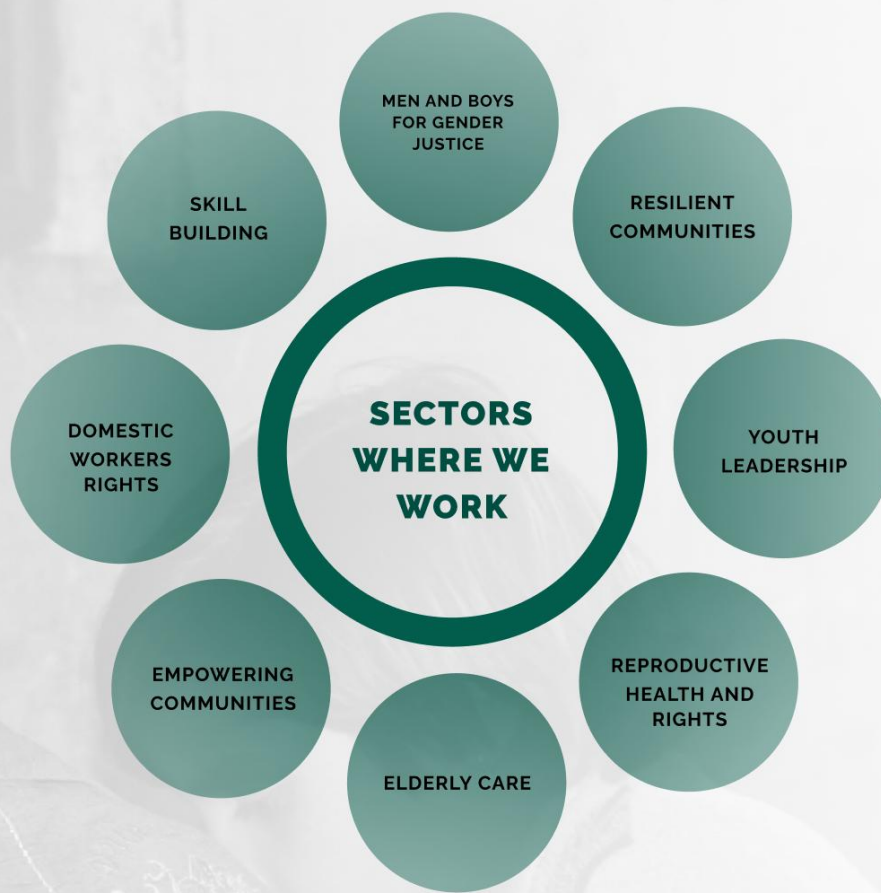 SECTORS
WHERE WE
WORK
MEN AND BOYS
FOR GENDER
JUSTICE
RESILIENT
COMMUNITIES
YOUTH
LEADERSHIP
REPRODUCTIVE
HEALTH AND
RIGHTS
ELDERLY CARE
EMPOWERING
COMMUNITIES
DOMESTIC
WORKERS
RIGHTS
SKILL
BUILDING